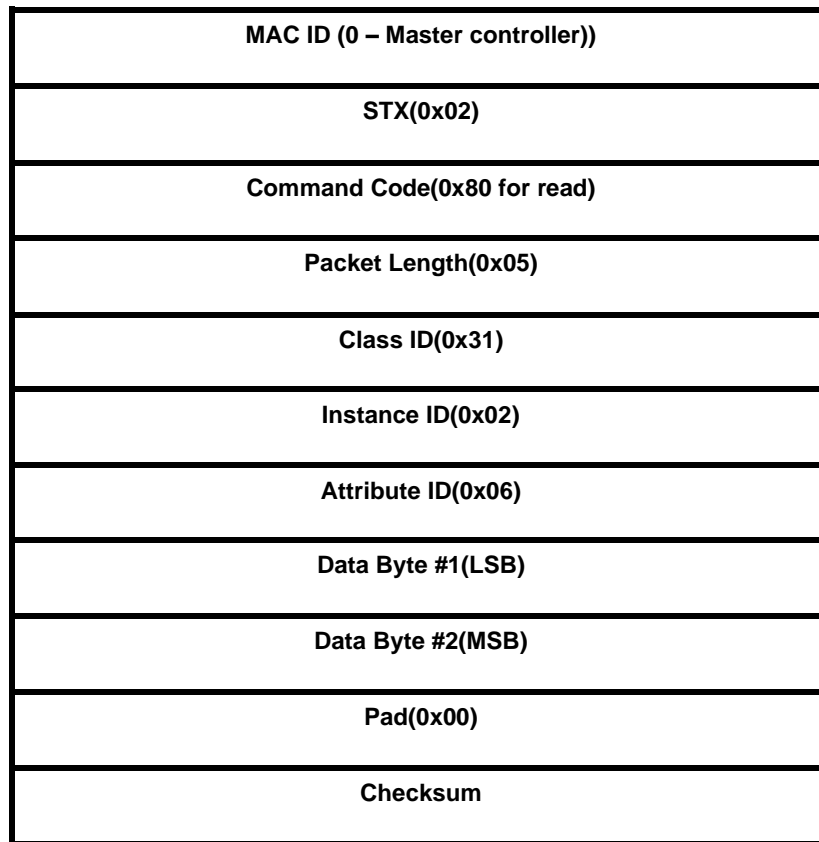 MAC ID (0 – Master controller))
STX(0x02)
Command Code(0x80 for read)
Packet Length(0x05)
Class ID(0x31)
Instance ID(0x02)
Attribute ID(0x06)
Data Byte #1(LSB)
Data Byte #2(MSB)
Pad(0x00)
Checksum